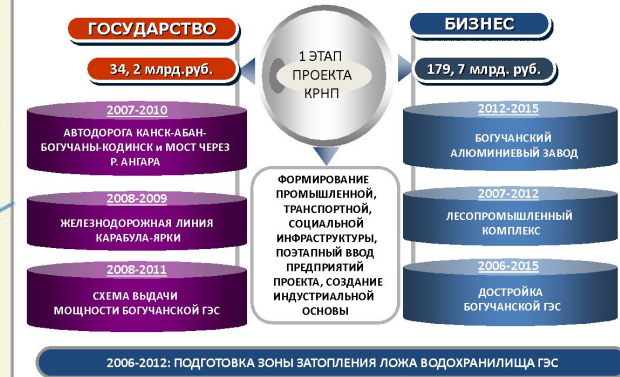 ГОСУДАРСТВО
34, 2 млрд.руб.
2007-2010
АВТОДОРОГА КАНСК-АБАН-
БОГУЧАНЫ-КОДИНСК и МОСТ ЧЕРЕЗ
Р. АНГАРА
2008-2009
ЖЕЛЕЗНОДОРОЖНАЯ ЛИНИЯ
КАРАБУЛА-ЯРКИ
2008-2011
СХЕМА ВЫДАЧИ
МОЩНОСТИ БОГУЧАНСКОЙ ГЭС
1 ЭТАП
ПРОЕКТА
КРНП
ФОРМИРОВАНИЕ
ПРОМЫШЛЕННОЙ,
ТРАНСПОРТНОЙ,
СОЦИАЛЬНОЙ
ИНФРАСТРУКТУРЫ,
ПОЭТАПНЫЙ ВВОД
ПРЕДПРИЯТИЙ
ПРОЕКТА, СОЗДАНИЕ
ИНДУСТРИАЛЬНОЙ
ОСНОВЫ
БИЗНЕС
179, 7 млрд. руб.
2012-2015
БОГУЧАНСКИЙ
АЛЮМИНИЕВЫЙ ЗАВОД
2007-2012
ЛЕСОПРОМЫШЛЕННЫЙ
КОМПЛЕКС
2006-2015
ДОСТРОЙКА
БОГУЧАНСКОЙ ГЭС
2006-2012: ПОДГОТОВКА ЗОНЫ ЗАТОПЛЕНИЯ ЛОЖА ВОДОХРАНИЛИЩА ГЭС